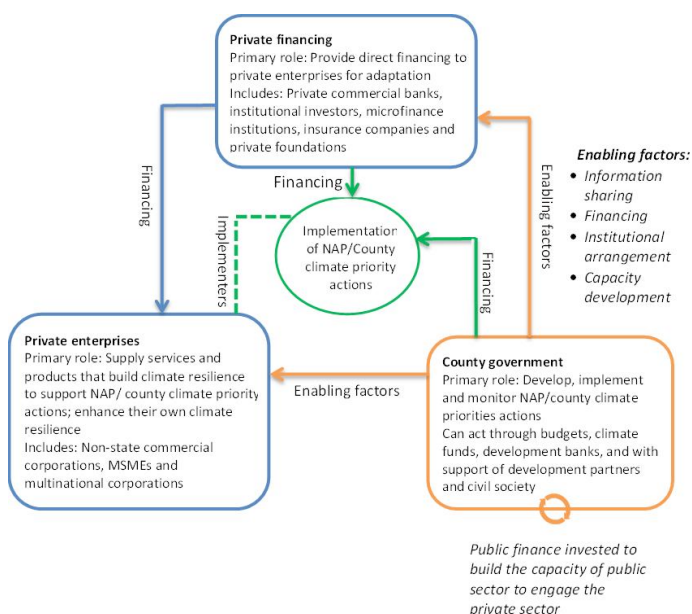 Private financing
Primary role: Provide direct financing to
private enterprises for adaptation
Includes: Private commercial banks,
institutional investors, microfinance
institutions, insurance companies and
private foundations
Financing
Financing
Enabling factors
Enabling factors:
• Information
sharing
• Financing
• Institutional
arrangement
• Capacity
development
Implementers
Implementation
of NAP/County
climate priority
actions
Financing
Private enterprises
Primary role: Supply services and
products that build climate resilience
to support NAP/ county climate priority
actions; enhance their own climate
resilience
Includes: Non-state commercial
corporations, MSMEs and
multinational corporations
Enabling factors
County government
Primary role: Develop, implement
and monitor NAP/county climate
priorities actions
Can act through budgets, climate
funds, development banks, and with
support of development partners
and civil society
Public finance invested to
build the capacity of public
sector to engage the
private sector